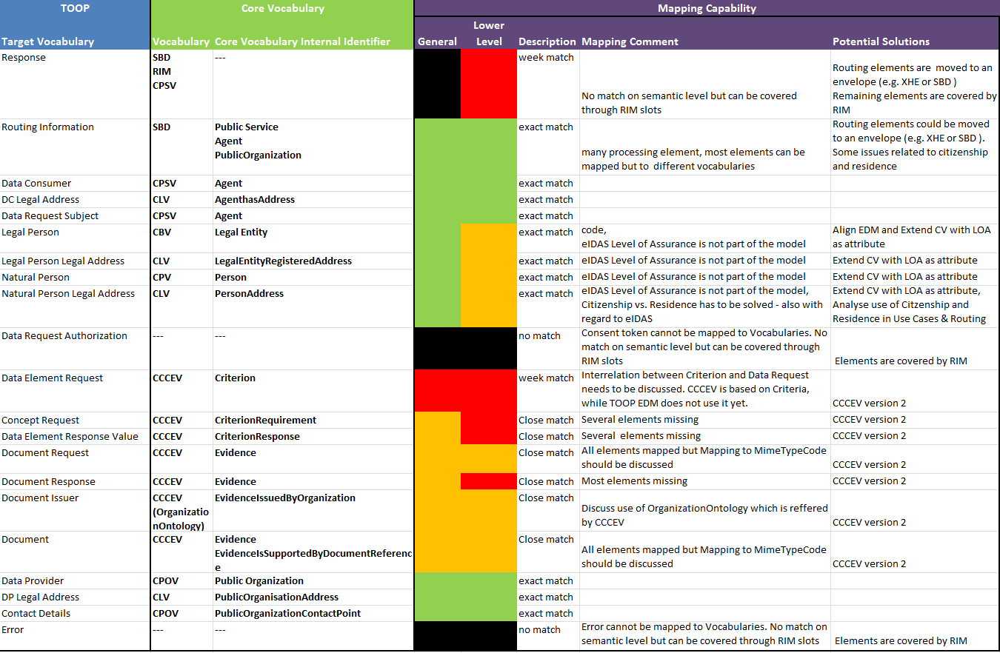 TOOP Core Vocabulary Mapping Capability
Target Vocabulary Vocabulary Core Vocabulary Internal Identifier General Lower Level Description Mapping Comment Potential Solutions
Response
SBD
RIM
CPSV
---
week match
No match on semantic level but can be covered
through RIM slots
Routing elements are  moved to an
envelope (e.g. XHE or SBD )
Remaining elements are covered by
RIM
Routing Information
SBD
Public Service
Agent
PublicOrganization
exact match
many processing element, most elements can be
mapped but to  different vocabularies
Routing elements could be moved
to an envelope (e.g. XHE or SBD ).
Some issues related to citizenship
and residence
Data Consumer CPSV Agent exact match
DC Legal Address CLV AgenthasAddress exact match
Data Request Subject CPSV Agent exact match
Legal Person CBV Legal Entity exact match
code,
eIDAS Level of Assurance is not part of the model
Align EDM and Extend CV with LOA
as attribute
Legal Person Legal Address CLV LegalEntityRegisteredAddress exact match eIDAS Level of Assurance is not part of the model Extend CV with LOA as attribute
Natural Person CPV Person exact match eIDAS Level of Assurance is not part of the model Extend CV with LOA as attribute
Natural Person Legal Address CLV PersonAddress exact match
eIDAS Level of Assurance is not part of the model,
Citizenship vs. Residence has to be solved - also with
regard to eIDAS
Extend CV with LOA as attribute,
Analyse use of Citzenship and
Residence in Use Cases & Routing
Data Request Authorization --- --- no match
Consent token cannot be mapped to Vocabularies. No
match on semantic level but can be covered through
RIM slots
Elements are covered by RIM
Data Element Request CCCEV Criterion week match
Interrelation between Criterion and Data Request
needs to be discussed. CCCEV is based on Criteria,
while TOOP EDM does not use it yet.
CCCEV version 2
Concept Request CCCEV CriterionRequirement Close match Several elements missing CCCEV version 2
Data Element Response Value CCCEV CriterionResponse Close match Several  elements missing CCCEV version 2
Document Request CCCEV Evidence Close match
All elements mapped but Mapping to MimeTypeCode
should be discussed
CCCEV version 2
Document Response CCCEV Evidence Close match Most elements missing CCCEV version 2
Document Issuer
CCCEV
(Organizatio
nOntology)
EvidenceIssuedByOrganization
Close match
Discuss use of OrganizationOntology which is reffered
by CCCEV
CCCEV version 2
Document CCCEV
Evidence
EvidenceIsSupportedByDocumentReferenc
e
Close match
All elements mapped but Mapping to MimeTypeCode
should be discussed
CCCEV version 2
Data Provider CPOV Public Organization exact match
DP Legal Address CLV PublicOrganisationAddress exact match
Contact Details CPOV PublicOrganizationContactPoint exact match
Error --- --- no match
Error cannot be mapped to Vocabularies. No match on
semantic level but can be covered through RIM slots
Elements are covered by RIM